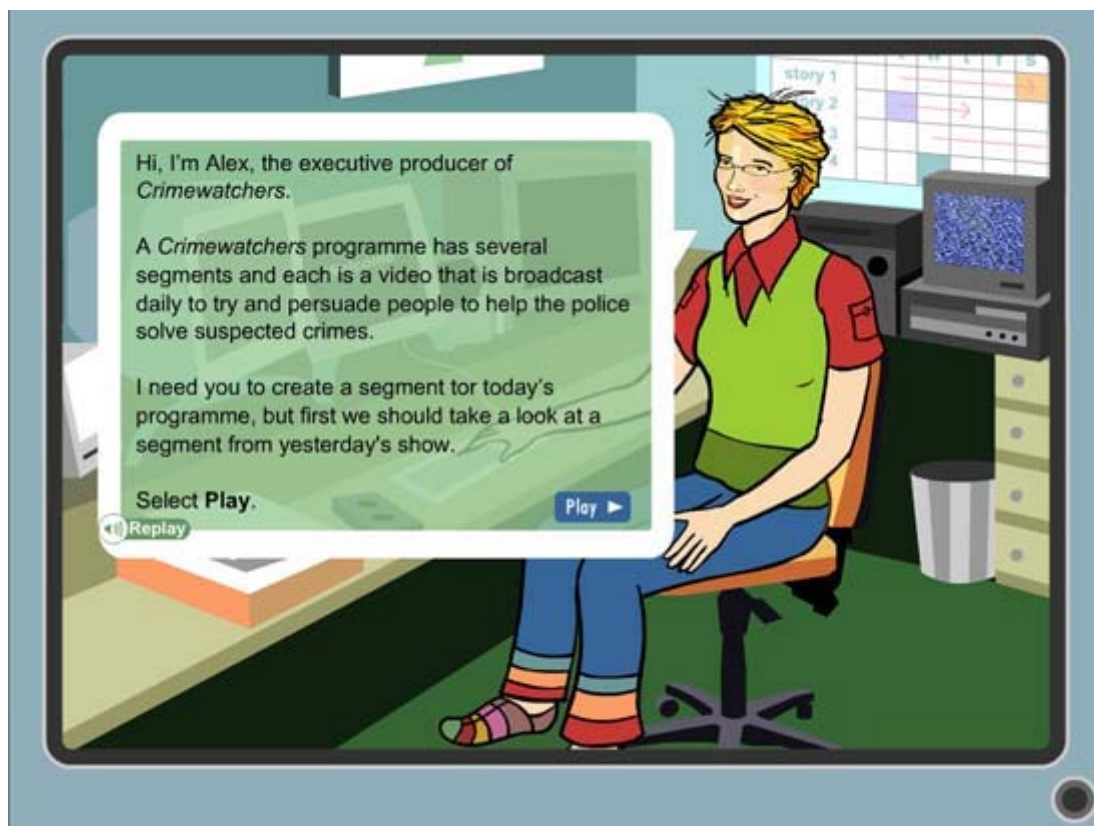 story 1
2
3
4
Hi, I'm Alex, the executive producer of
Crimewatchers.
A Crimewatchers programme has several
segments and each is a video that is broadcast
daily to try and persuade people to help the police
solve suspected crimes.
I need you to create a segment tor today's
programme, but first we should take a look at a
segment from yesterday's show.
Select Play.
Play
Replay